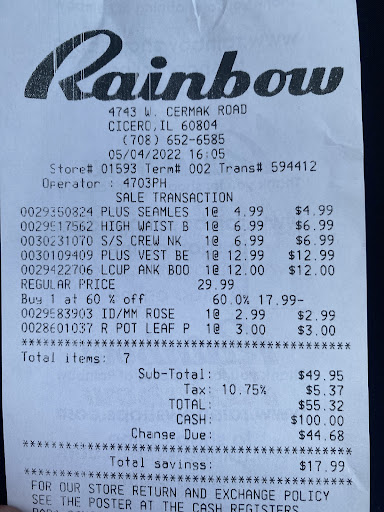 Rainbow
4743 W. CERMAK ROAD
CICERO,IL 60804
(708) 652-6585
05/04/2022 16:05
Store# 01593 Term# 002 Trans# 594412
Operator : 4703PH
SALE TRANSACTION
0029350824 PLUS SEAMLES 1@ 4.99 $4.99
0029517562 HIGH WAIST B 1@ 6.99 $6.99
0030231070 S/S CREW NK 1@ 6.99 $6.99
0030109409 PLUS VEST BE 1@ 12.99 $12.99
0029422706 LCUP ANK BOO 1@ 12.00 $12.00
REGULAR PRICE 29.99
Buy 1 at 60 % off 60.0% 17.99-
0029583903 ID/MM ROSE 1@ 2.99 $2.99
0028601037 R POT LEAF P 1@ 3.00 $3.00
****************************************
Total items: 7
Sub-Total: $49.95
Tax: 10.75% $5.37
TOTAL: $55.32
CASH: $100.00
Change Due: $44.68
****************************************
Total savings: $17.99
****************************************
FOR OUR STORE RETURN AND EXCHANGE POLICY
SEE THE POSTER AT THE CASH REGISTERS